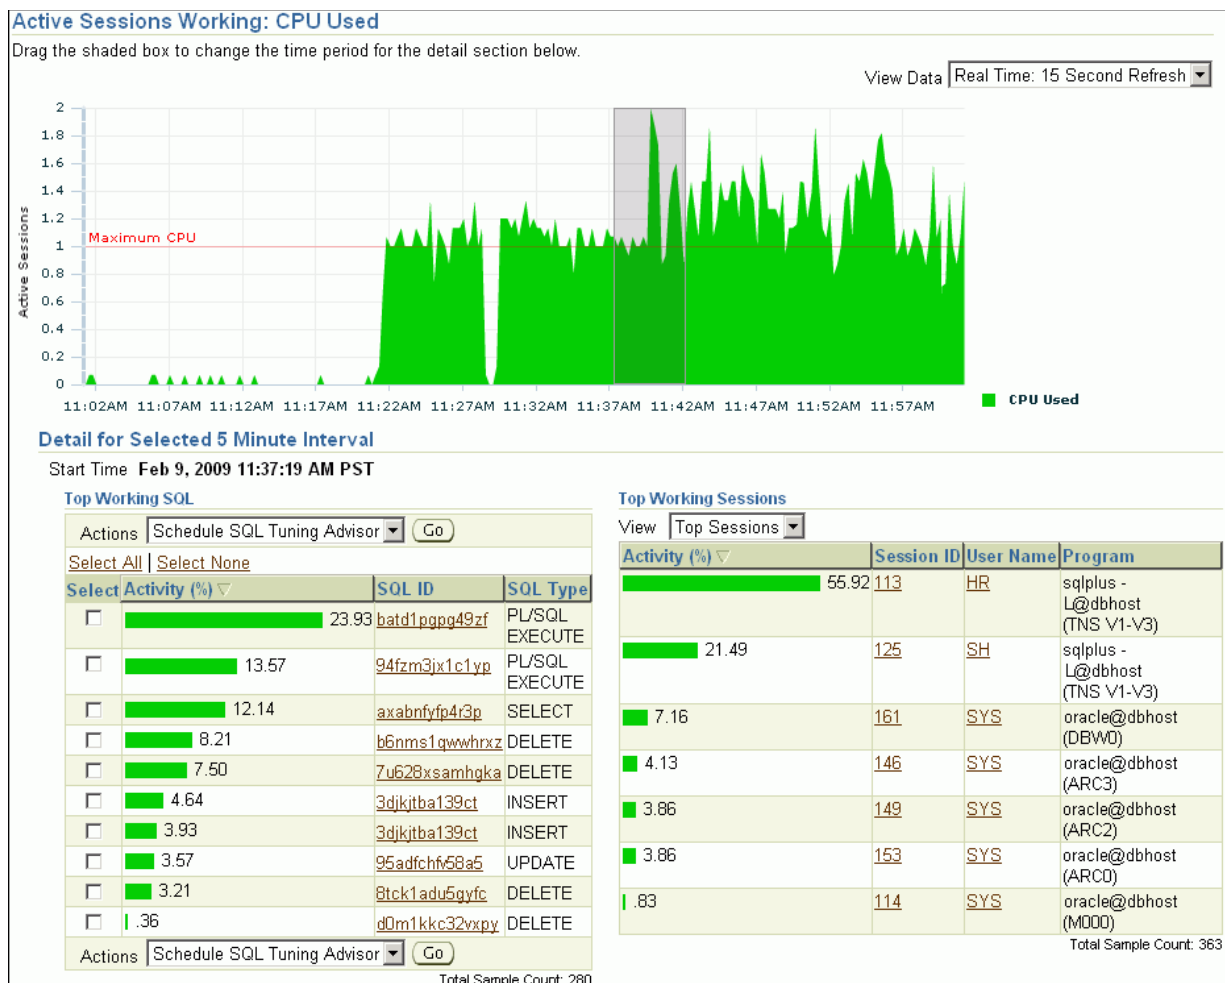 Active Sessions Working: CPU Used
Drag the shaded box to change the time period for the detail section below.
View Data Real Time: 15 Second Refresh
2
1.8
1.6
1.4
1.2
1
0.8
0.6
0.4
0.2
0
Active Sessions
Maximum CPU
11:02AM 11:07AM 11:12AM 11:17AM 11:22AM 11:27AM 11:32AM 11:37AM 11:42AM 11:47AM 11:52AM 11:57AM
CPU Used
Detail for Selected 5 Minute Interval
Start Time Feb 9, 2009 11:37:19 AM PST
Top Working SQL
Actions Schedule SQL Tuning Advisor Go
Select All | Select None
Select Activity (%) SQL ID SQL Type
23.93 batd1pgpg49zf PL/SQL
EXECUTE
13.57 94fzm3jx1c1yp PL/SQL
EXECUTE
12.14 axabnfyfp4r3p SELECT
8.21 b6nms1qwwhrxz DELETE
7.50 7u628xsamhgka DELETE
4.64 3djkjtba139ct INSERT
3.93 3djkjtba139ct INSERT
3.57 95adfchfv58a5 UPDATE
3.21 8tck1adu5gyfc DELETE
.36 d0m1kkc32vxpy DELETE
Actions Schedule SQL Tuning Advisor Go
Total Sample Count: 280
Top Working Sessions
View Top Sessions
Activity (%) Session ID User Name Program
55.92 113 HR sqlplus -
L@dbhost
(TNS V1-V3)
21.49 125 SH sqlplus -
L@dbhost
(TNS V1-V3)
7.16 161 SYS oracle@dbhost
(DBW0)
4.13 146 SYS oracle@dbhost
(ARC3)
3.86 149 SYS oracle@dbhost
(ARC2)
3.86 153 SYS oracle@dbhost
(ARC0)
.83 114 SYS oracle@dbhost
(M000)
Total Sample Count: 363